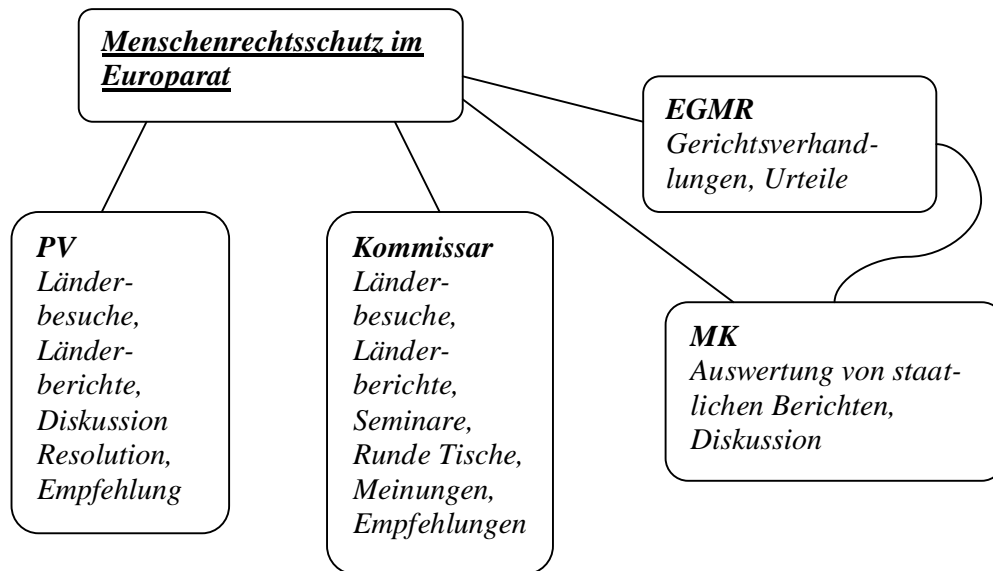 Menschenrechtsschutz im
Europarat
EGMR
Gerichtsverhand-
lungen, Urteile
PV
Länder-
besuche,
Länder-
berichte,
Diskussion
Resolution,
Empfehlung
Kommissar
Länder-
besuche,
Länder-
berichte,
Seminare,
Runde Tische,
Meinungen,
Empfehlungen
MK
Auswertung von staat-
lichen Berichten,
Diskussion